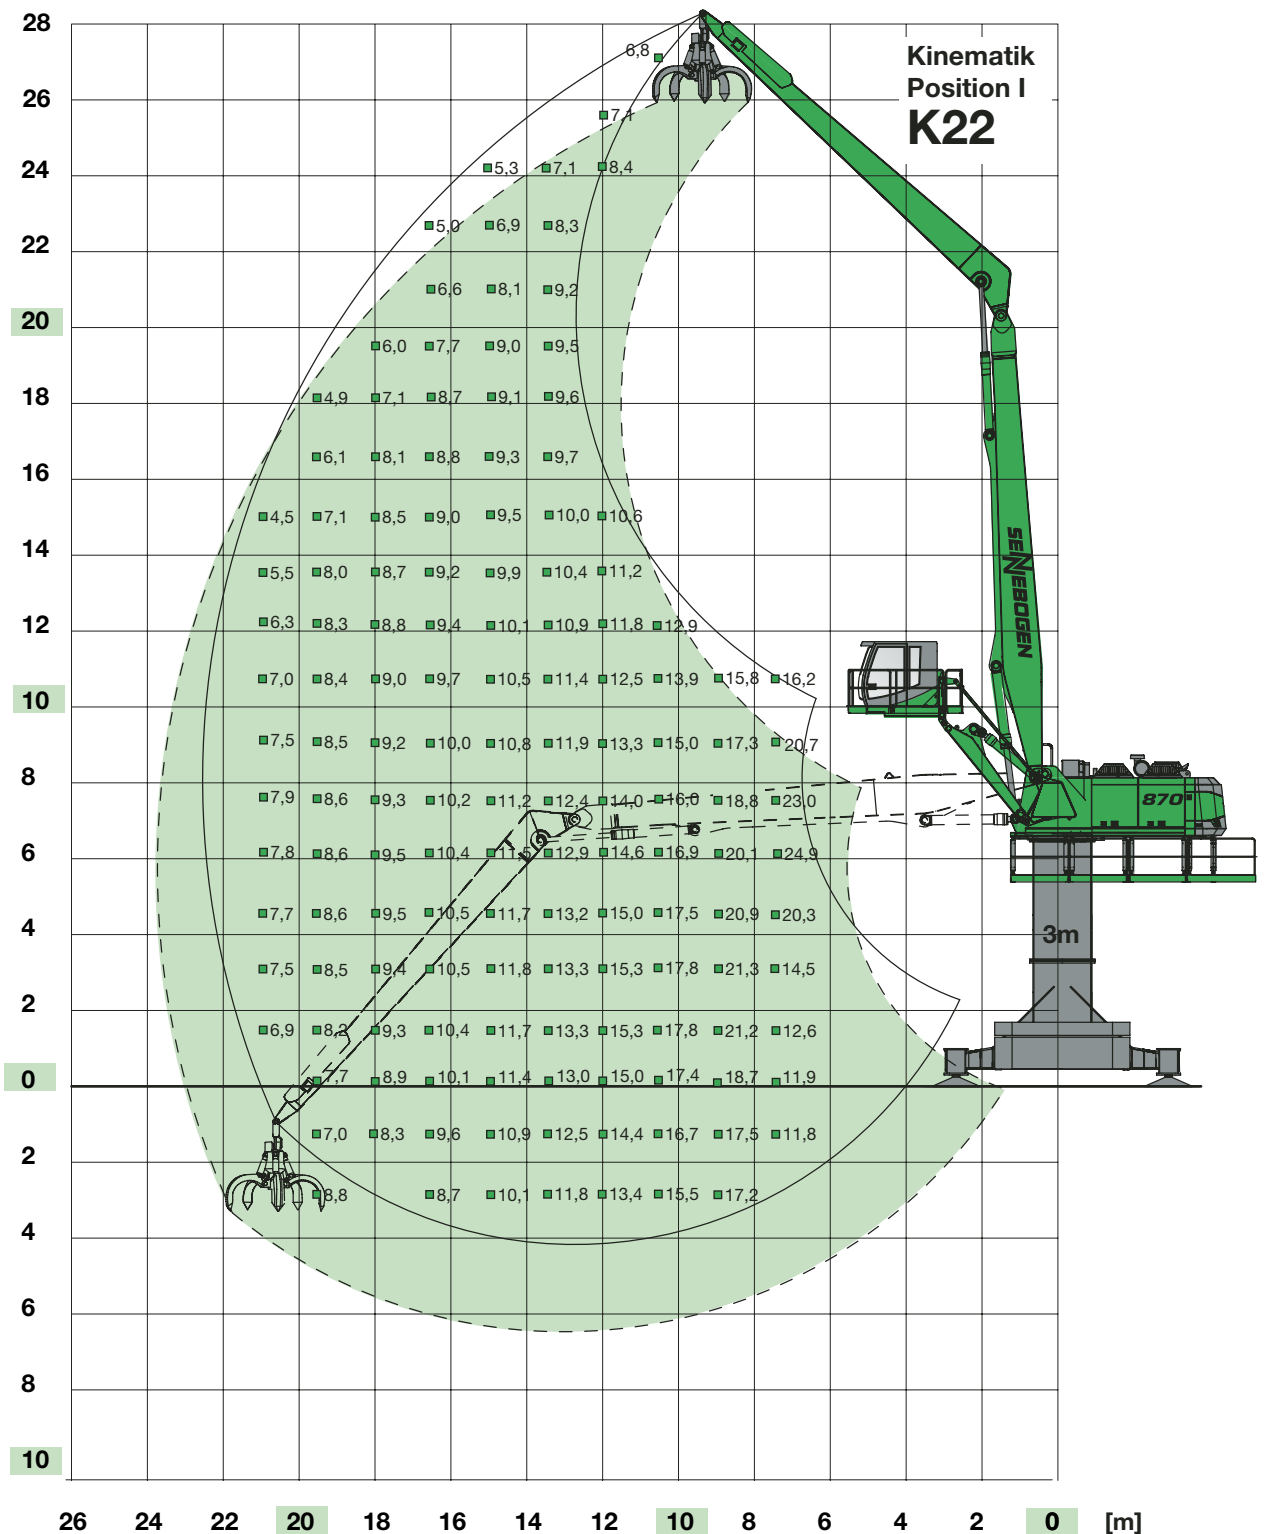 28
6,8
Kinematik
Position I
K22
26
7,1
24
5,3 7,1 8,4
5,0 6,9 8,3
22
6,6 8,1 9,2
20
6,0 7,7 9,0 9,5
18
4,9 7,1 8,7 9,1 9,6
16
6,1 8,1 8,8 9,3 9,7
4,5 7,1 8,5 9,0 9,5 10,0 10,6
SENNEBOGEN
14
5,5 8,0 8,7 9,2 9,9 10,4 11,2
12
6,3 8,3 8,8 9,4 10,1 10,9 11,8 12,9
10
7,0 8,4 9,0 9,7 10,5 11,4 12,5 13,9 15,8 16,2
7,5 8,5 9,2 10,0 10,8 11,9 13,3 15,0 17,3 20,7
8
7,9 8,6 9,3 10,2 11,2 12,4 14,0 16,0 18,8 23,0
870
6
7,8 8,6 9,5 10,4 11,5 12,9 14,6 16,9 20,1 24,9
4
7,7 8,6 9,5 10,5 11,7 13,2 15,0 17,5 20,9 20,3
3m
7,5 8,5 9,4 10,5 11,8 13,3 15,3 17,8 21,3 14,5
2
6,9 8,2 9,3 10,4 11,7 13,3 15,3 17,8 21,2 12,6
0
7,7 8,9 10,1 11,4 13,0 15,0 17,4 18,7 11,9
7,0 8,3 9,6 10,9 12,5 14,4 16,7 17,5 11,8
2
8,8 8,7 10,1 11,8 13,4 15,5 17,2
4
6
8
10
26 24 22 20 18 16 14 12 10 8 6 4 2 0 [m]